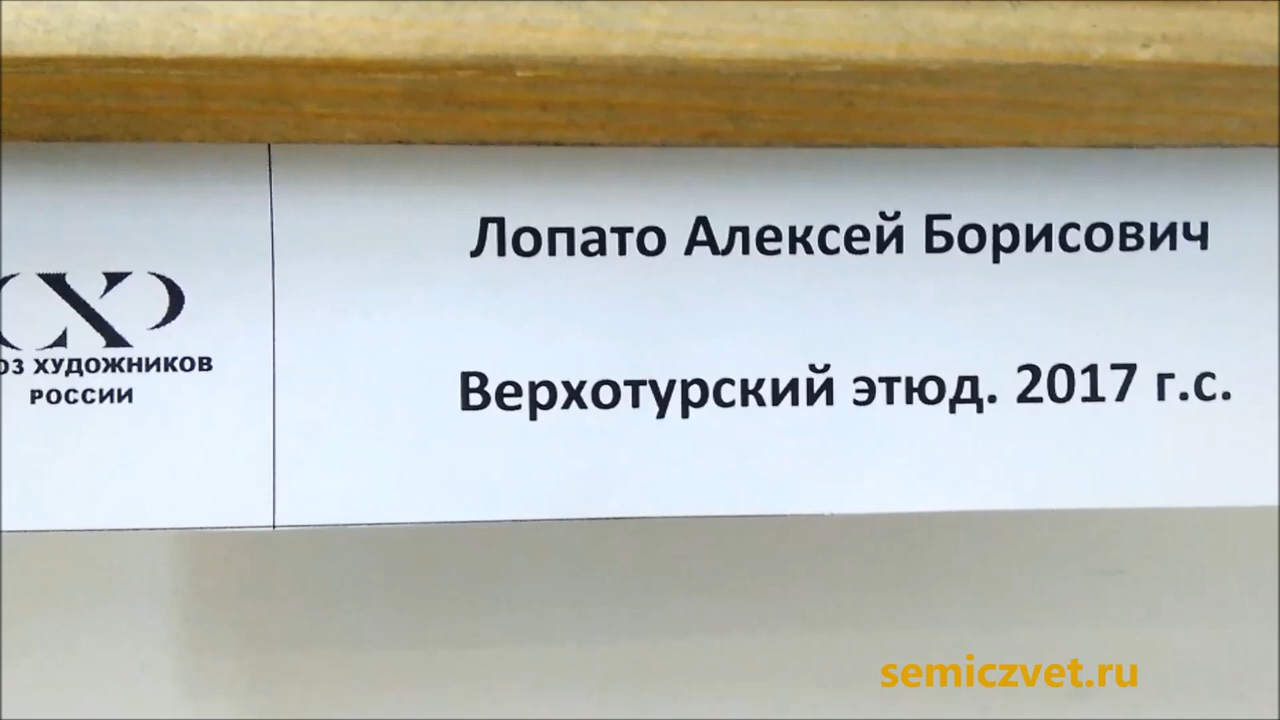 Лопато Алексей Борисович
Верхотурский этюд. 2017 г.с.
ХУДОЖНИКОВ
РОССИИ
semiczvet.ru